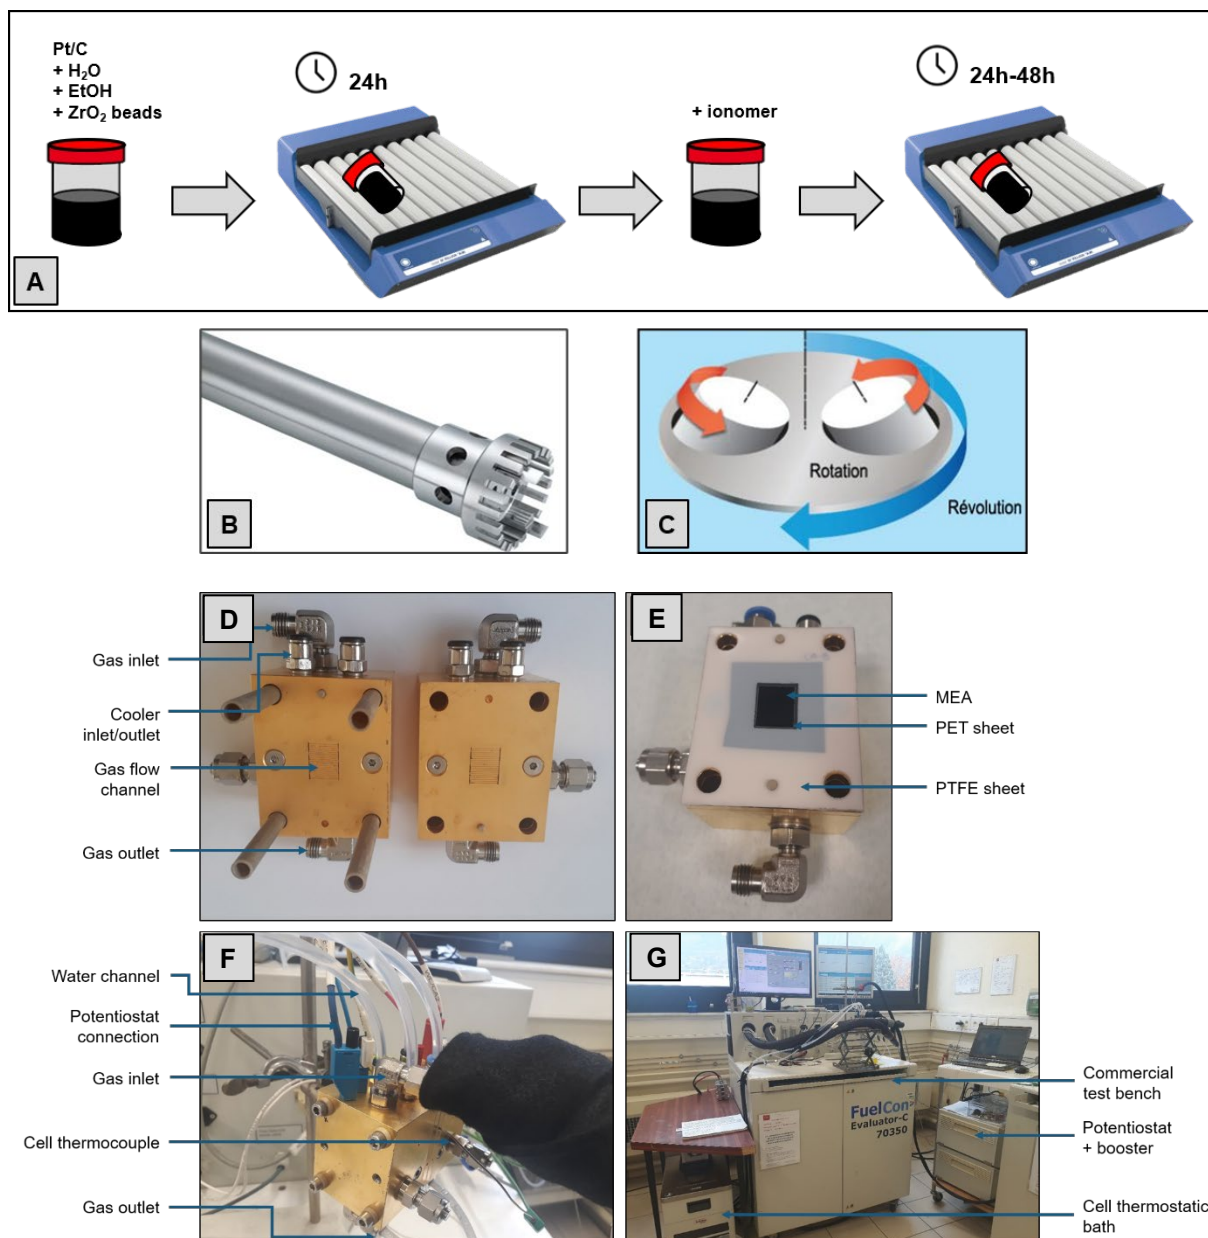 Pt/C
+ H₂O
+ EtOH
+ ZrO₂ beads
24h
+ ionomer
24h-48h
A
B
C
Rotation
Révolution
D
Gas inlet
Cooler
inlet/outlet
Gas flow
channel
Gas outlet
E
MEA
PET sheet
PTFE sheet
F
Water channel
Potentiostat
connection
Gas inlet
Cell thermocouple
Gas outlet
G
FuelCon
Evaluator-C
70350
Commercial
test bench
Potentiostat
+ booster
Cell thermostatic
bath